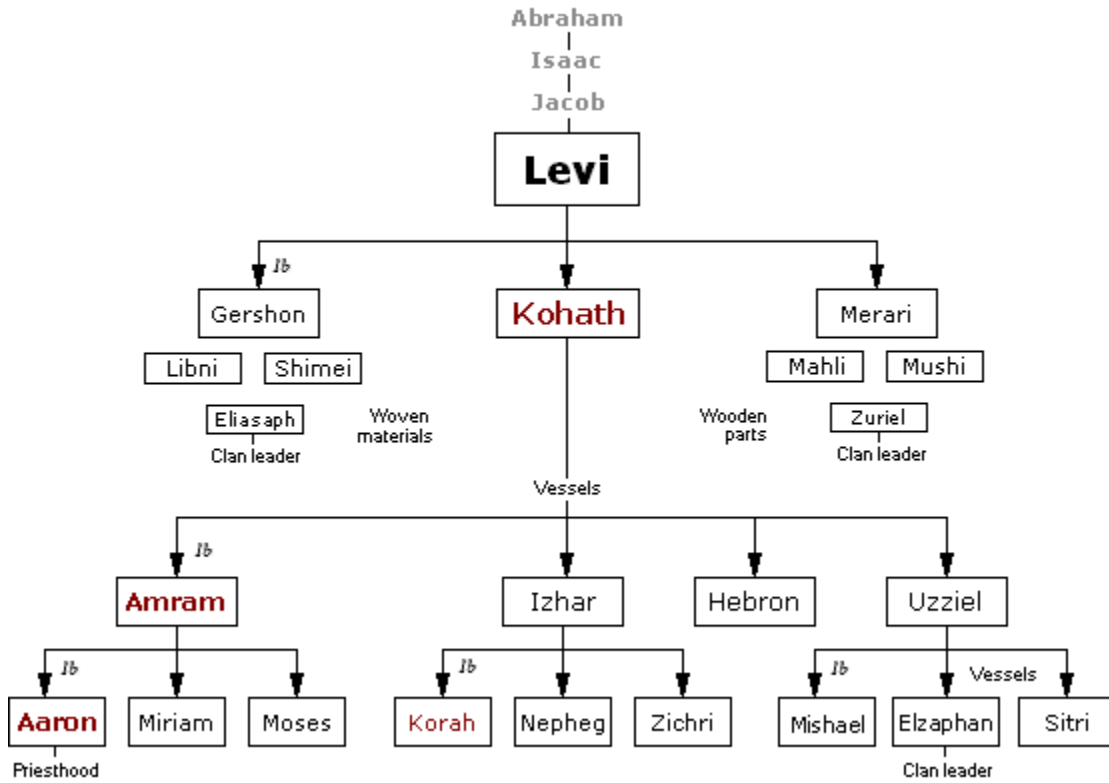 Abraham
Isaac
Jacob
Levi
Ib
Gershon
Kohath
Merari
Libni
Shimei
Mahli
Mushi
Eliasaph
Woven
materials
Wooden
parts
Zuriel
Clan leader
Clan leader
Vessels
Ib
Amram
Izhar
Hebron
Uzziel
Ib
Ib
Ib
Vessels
Aaron
Miriam
Moses
Korah
Nepheg
Zichri
Mishael
Elzaphan
Sitri
Priesthood
Clan leader